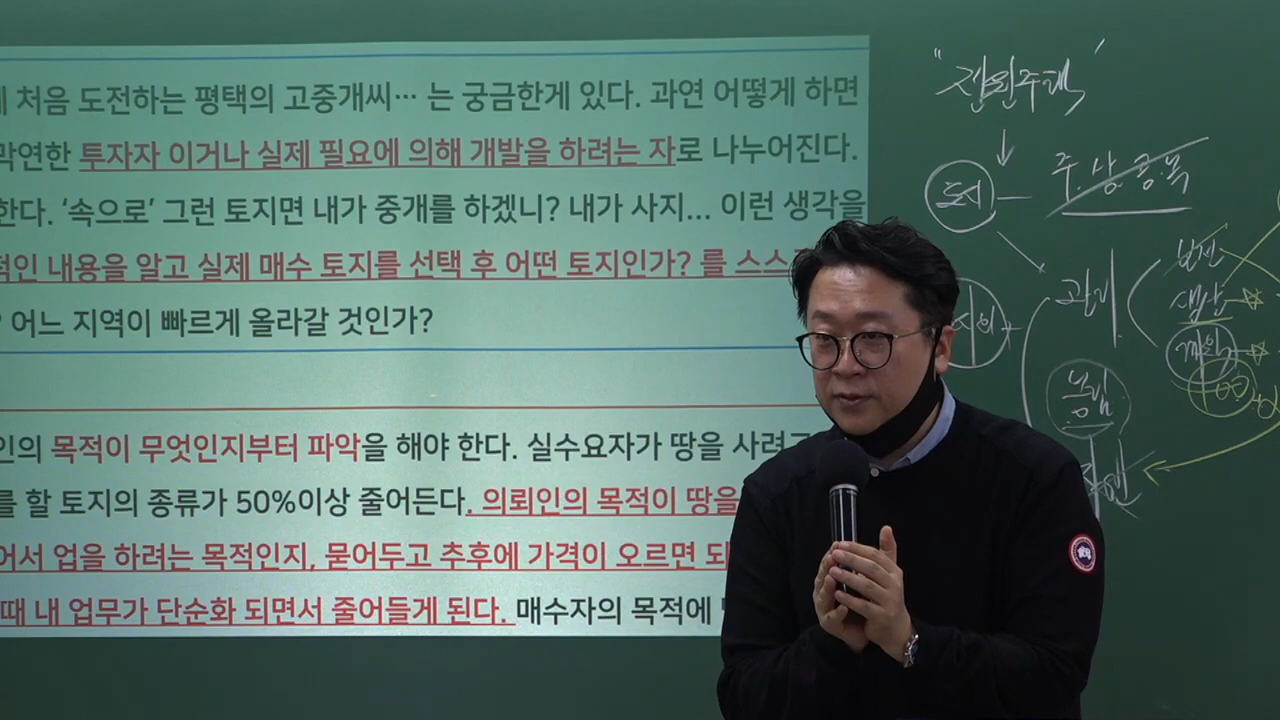 처음 도전하는 평택의 고중개씨… 는 궁금한게 있다. 과연 어떻게 하면
막연한 투자자 이거나 실제 필요에 의해 개발을 하려는 자로 나누어진다.
한다. ‘속으로’ 그런 토지면 내가 중개를 하겠니? 내가 사지… 이런 생각을
적인 내용을 알고 실제 매수 토지를 선택 후 어떤 토지인가? 를 스스
? 어느 지역이 빠르게 올라갈 것인가?
인의 목적이 무엇인지부터 파악을 해야 한다. 실수요자가 땅을 사려
를 할 토지의 종류가 50%이상 줄어든다. 의뢰인의 목적이 땅을
어서 업을 하려는 목적인지, 묻어두고 추후에 가격이 오르면 되
때 내 업무가 단순화 되면서 줄어들게 된다. 매수자의 목적에
"전원주택"
도시 — 주.상.공.녹
관리
보전
생산
계획
농림